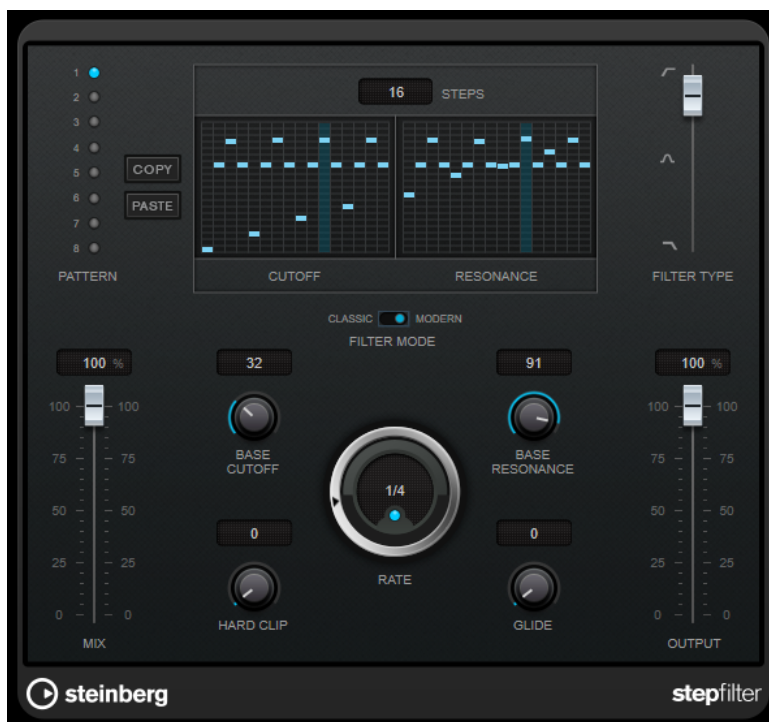 1
2
3
4
5
6
7
8
PATTERN
COPY
PASTE
16 STEPS
CUTOFF RESONANCE
FILTER TYPE
CLASSIC MODERN
FILTER MODE
100 %
32
91
100 %
100 100
75 75
50 50
25 25
0 0
MIX
BASE
CUTOFF
0
HARD CLIP
1/4
RATE
BASE
RESONANCE
0
GLIDE
100 100
75 75
50 50
25 25
0 0
OUTPUT
steinberg
stepfilter